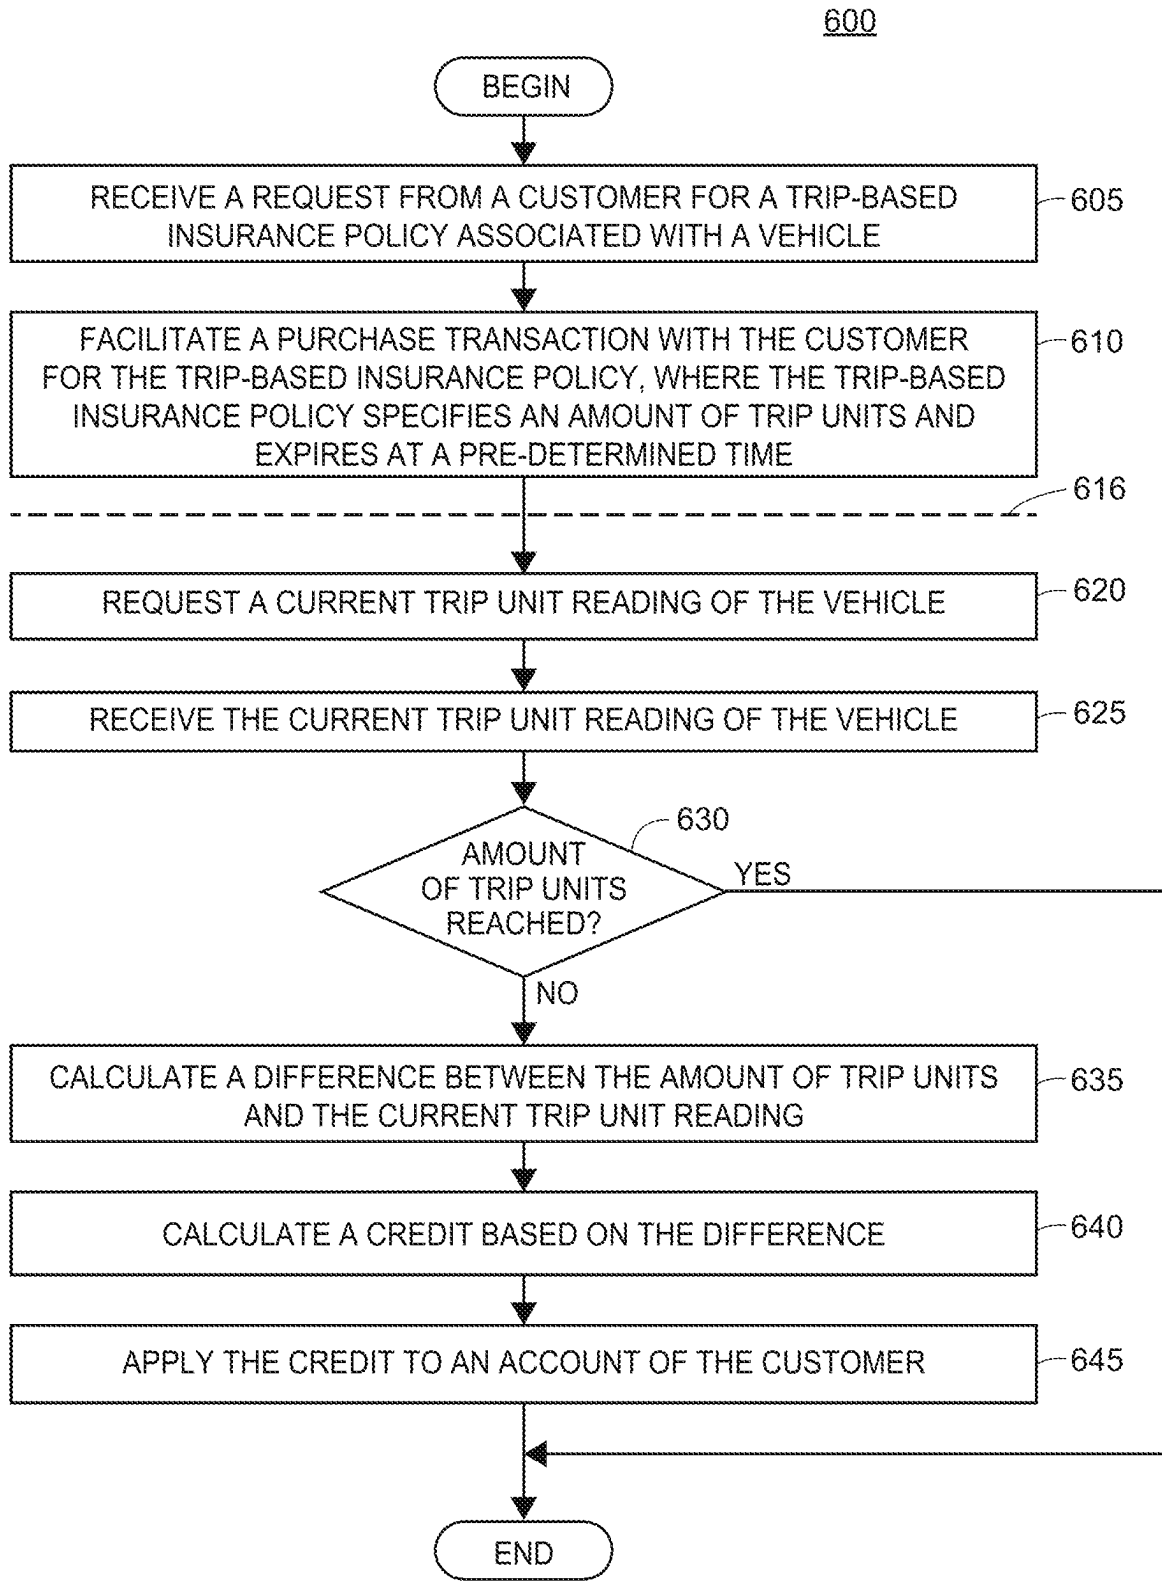 600
BEGIN
RECEIVE A REQUEST FROM A CUSTOMER FOR A TRIP-BASED
INSURANCE POLICY ASSOCIATED WITH A VEHICLE
605
FACILITATE A PURCHASE TRANSACTION WITH THE CUSTOMER
FOR THE TRIP-BASED INSURANCE POLICY, WHERE THE TRIP-BASED
INSURANCE POLICY SPECIFIES AN AMOUNT OF TRIP UNITS AND
EXPIRES AT A PRE-DETERMINED TIME
610
616
REQUEST A CURRENT TRIP UNIT READING OF THE VEHICLE
620
RECEIVE THE CURRENT TRIP UNIT READING OF THE VEHICLE
625
630
AMOUNT
OF TRIP UNITS
REACHED?
YES
NO
CALCULATE A DIFFERENCE BETWEEN THE AMOUNT OF TRIP UNITS
AND THE CURRENT TRIP UNIT READING
635
CALCULATE A CREDIT BASED ON THE DIFFERENCE
640
APPLY THE CREDIT TO AN ACCOUNT OF THE CUSTOMER
645
END